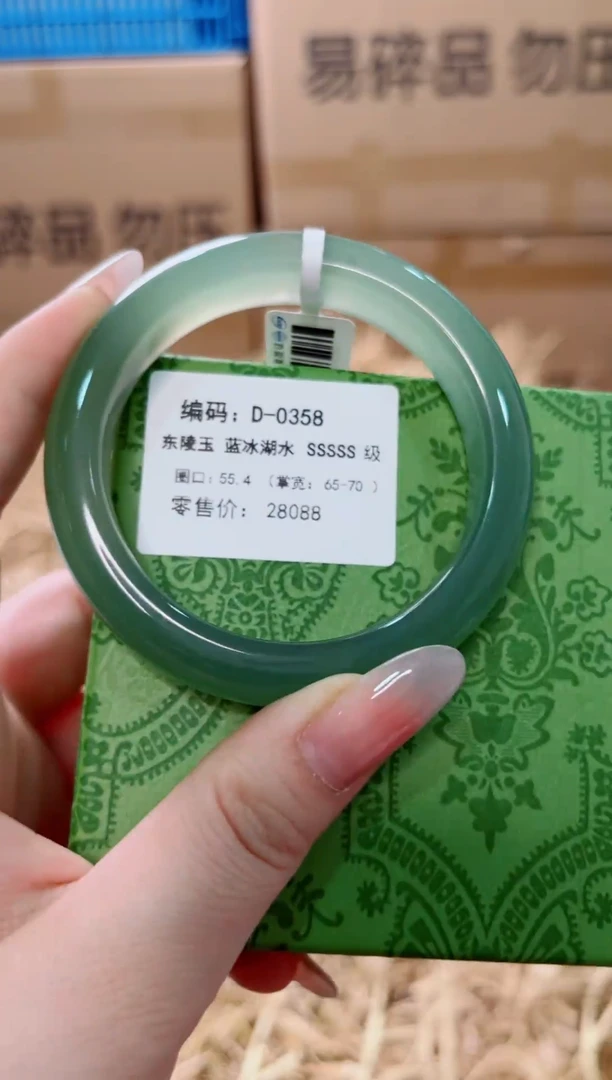 易碎品 勿压
碎品 勿压
编码：D-0358
东陵玉 蓝冰湖水 SSSSS 级
圈口：55.4 （掌宽：65-70 ）
零售价： 28088